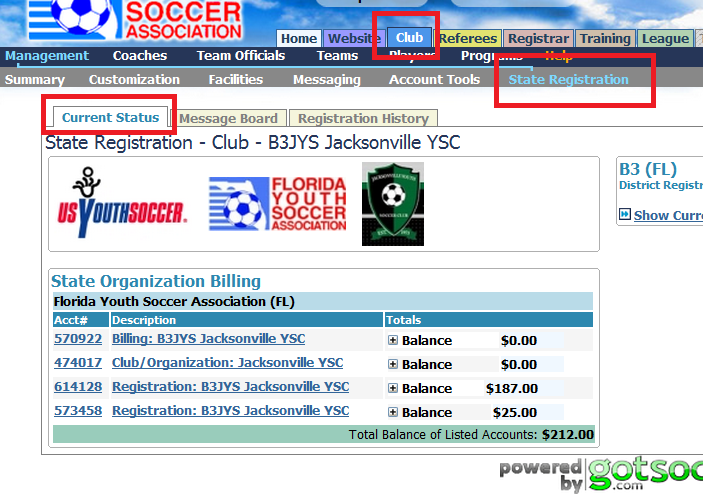 SOCCER
ASSOCIATION
Home Website Club Referees Registrar Training League
Management Coaches Team Officials Teams Players Programs Help
Summary Customization Facilities Messaging Account Tools State Registration
Current Status Message Board Registration History
State Registration - Club - B3JYS Jacksonville YSC
US YOUTH SOCCER.
FLORIDA
YOUTH
SOCCER
ASSOCIATION
B3 (FL)
District Registr
Show Curr
State Organization Billing
Florida Youth Soccer Association (FL)
Acct# Description Totals
570922 Billing: B3JYS Jacksonville YSC Balance $0.00
474017 Club/Organization: Jacksonville YSC Balance $0.00
614128 Registration: B3JYS Jacksonville YSC Balance $187.00
573458 Registration: B3JYS Jacksonville YSC Balance $25.00
Total Balance of Listed Accounts: $212.00
powered by gotsoc
.com